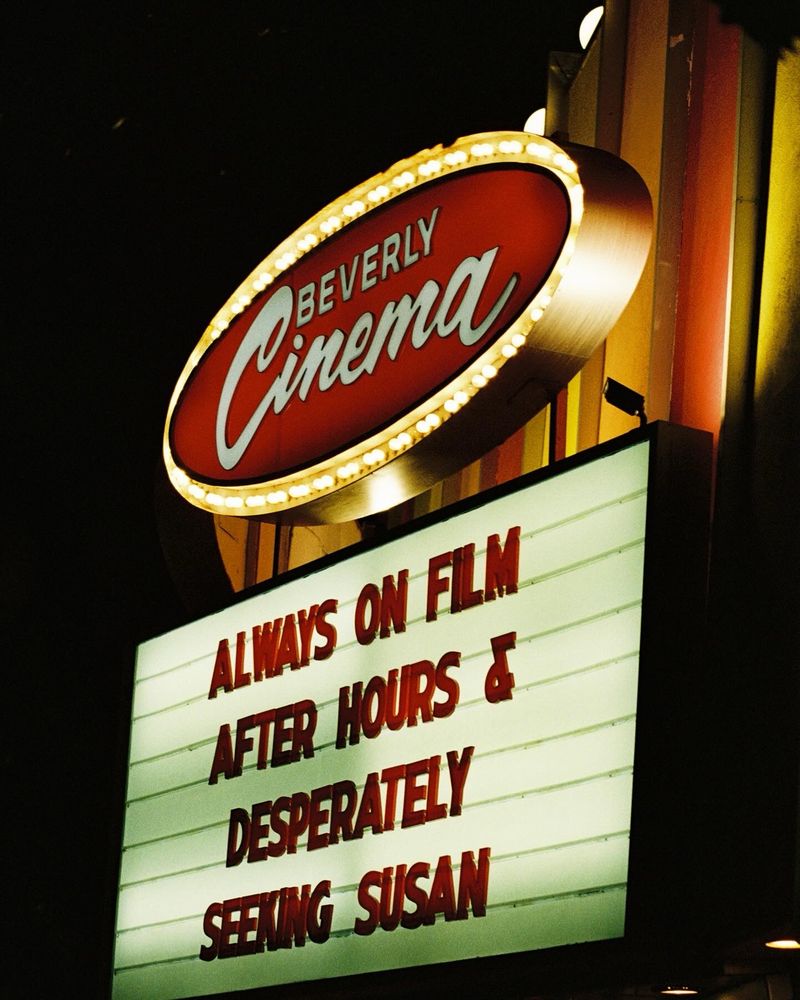 BEVERLY
Cinema
ALWAYS ON FILM
AFTER HOURS &
DESPERATELY
SEEKING SUSAN